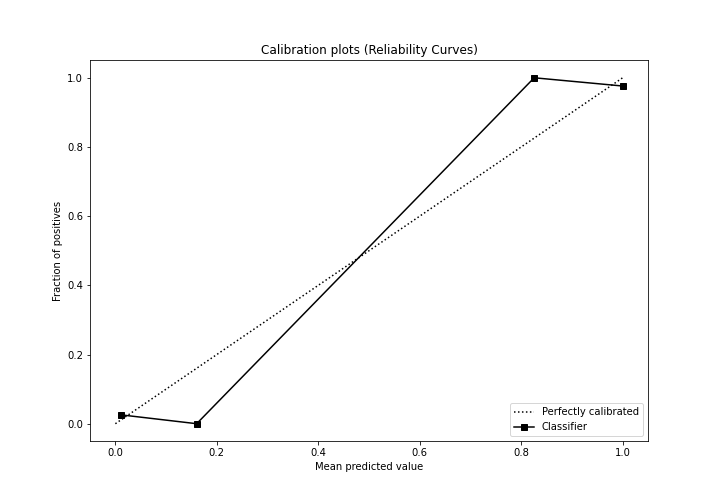 Calibration plots (Reliability Curves)
Fraction of positives
1.0
0.8
0.6
0.4
0.2
0.0
0.0 0.2 0.4 0.6 0.8 1.0
Mean predicted value
Perfectly calibrated
Classifier